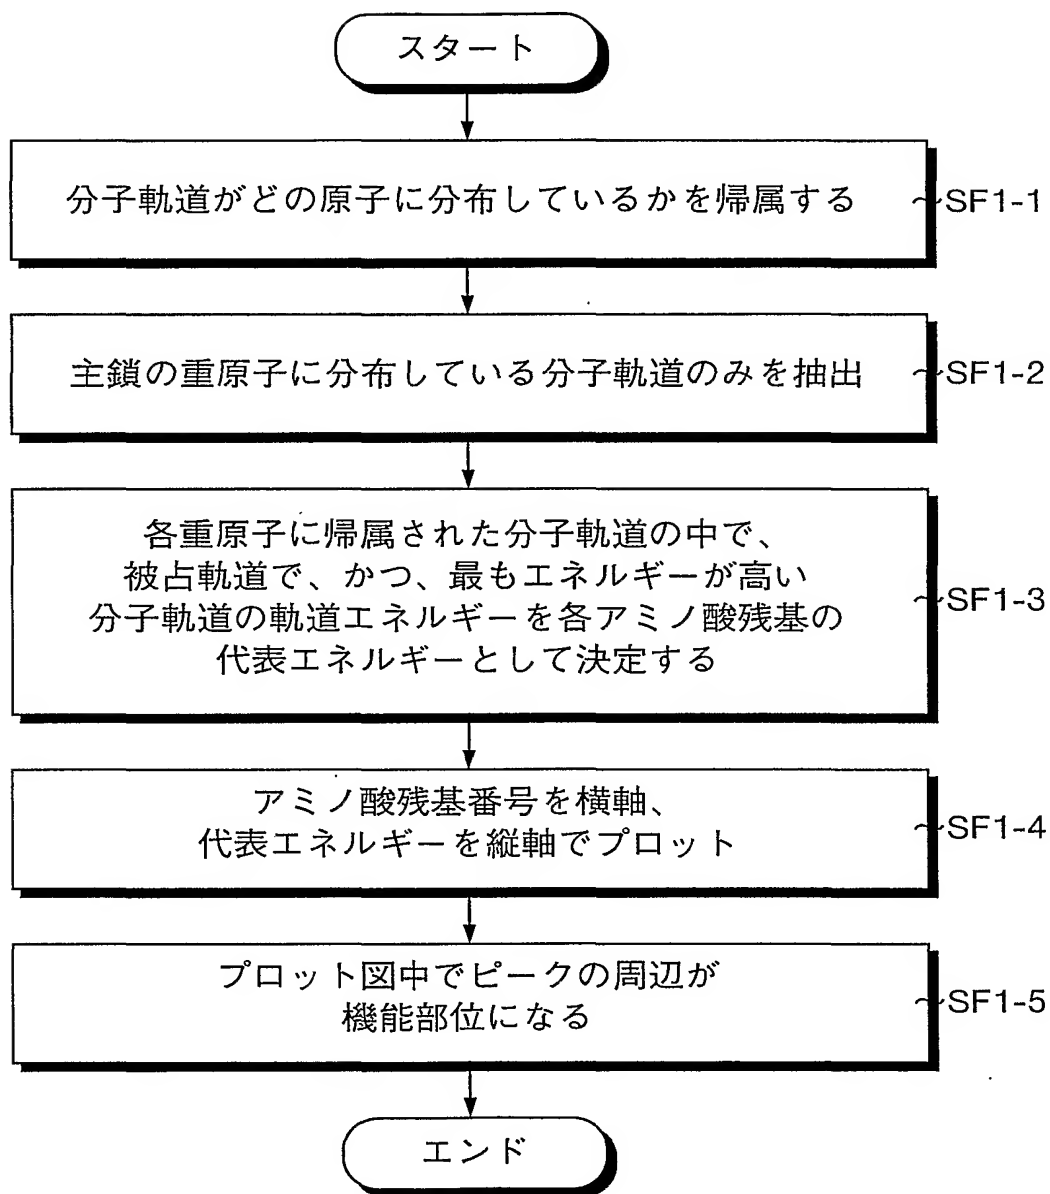 スタート
分子軌道がどの原子に分布しているかを帰属する
SF1-1
主鎖の重原子に分布している分子軌道のみを抽出
SF1-2
各重原子に帰属された分子軌道の中で、
被占軌道で、かつ、最もエネルギーが高い
分子軌道の軌道エネルギーを各アミノ酸残基の
代表エネルギーとして決定する
SF1-3
アミノ酸残基番号を横軸、
代表エネルギーを縦軸でプロット
SF1-4
プロット図中でピークの周辺が
機能部位になる
SF1-5
エンド